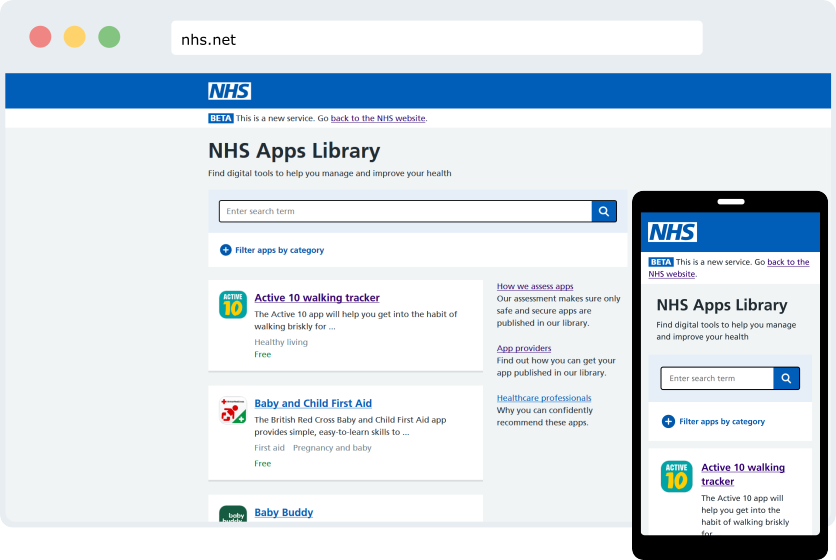 nhs.net
NHS
BETA This is a new service. Go back to the NHS website.
NHS Apps Library
Find digital tools to help you manage and improve your health
Enter search term
Filter apps by category
ACTIVE
10
Active 10 walking tracker
The Active 10 app will help you get into the habit of
walking briskly for ...
Healthy living
Free
Baby and Child First Aid
The British Red Cross Baby and Child First Aid app
provides simple, easy-to-learn skills to ...
First aid Pregnancy and baby
Free
baby
buddy
Baby Buddy
How we assess apps
Our assessment makes sure only
safe and secure apps are
published in our library.
App providers
Find out how you can get your
app published in our library.
Healthcare professionals
Why you can confidently
recommend these apps.
NHS
BETA This is a new service. Go back to the
NHS website.
NHS Apps Library
Find digital tools to help you manage
and improve your health
Enter search term
Filter apps by category
ACTIVE
10
Active 10 walking
tracker
The Active 10 app will help
you get into the
habit of walking briskly
for